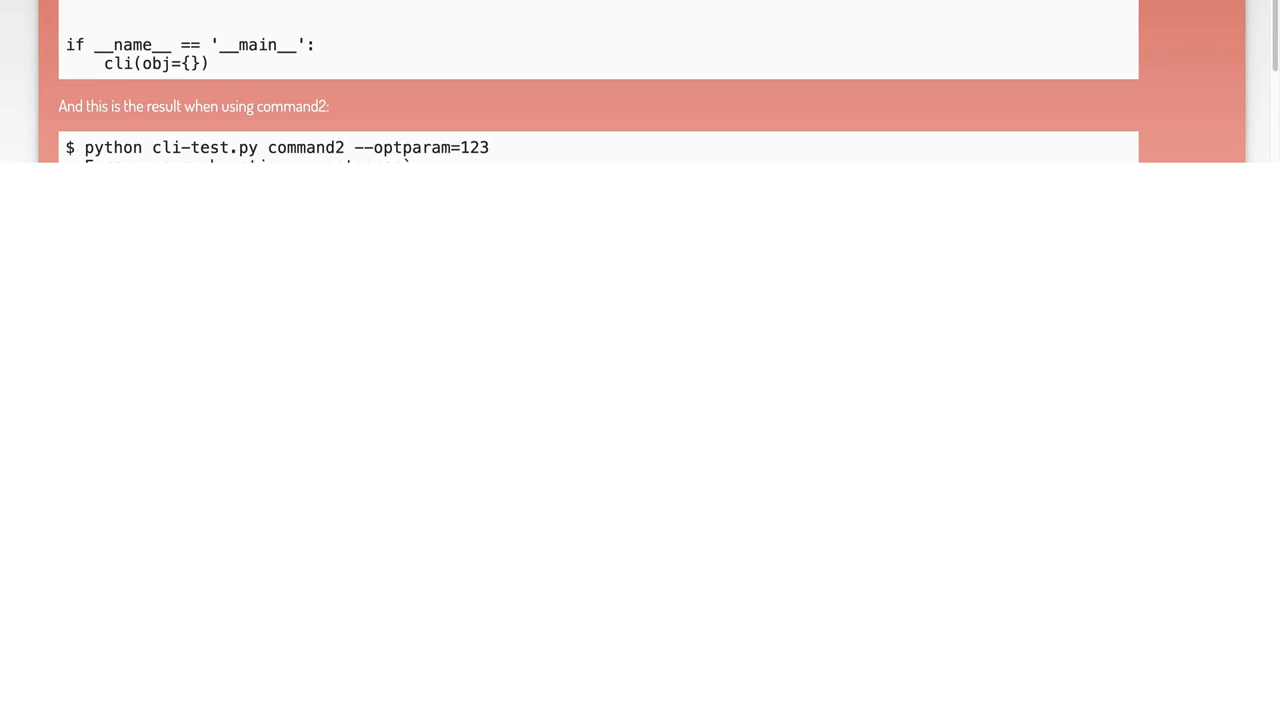 if __name__ == '__main__':
    cli(obj={})
And this is the result when using command2:
$ python cli-test.py command2 --optparam=123